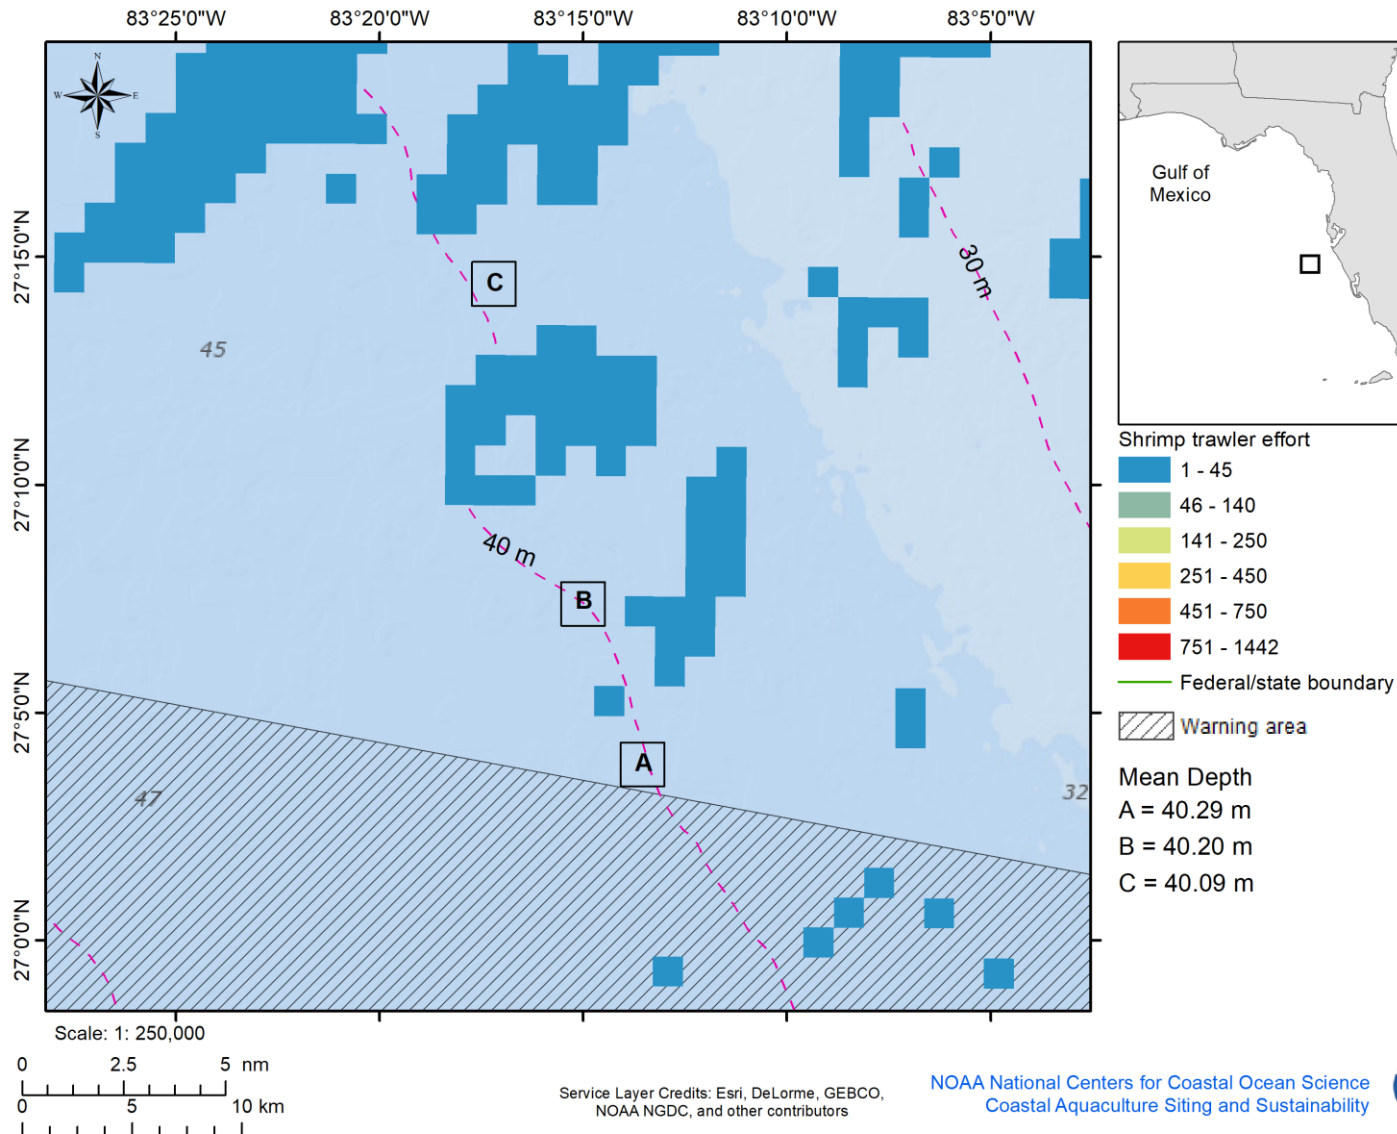 83°25'0"W 83°20'0"W 83°15'0"W 83°10'0"W 83°5'0"W
N
W E
S
27°15'0"N
27°10'0"N
27°5'0"N
27°0'0"N
C
30 m
45
40 m
B
A
47
32
Gulf of
Mexico
Shrimp trawler effort
1 - 45
46 - 140
141 - 250
251 - 450
451 - 750
751 - 1442
Federal/state boundary
Warning area
Mean Depth
A = 40.29 m
B = 40.20 m
C = 40.09 m
Scale: 1: 250,000
0 2.5 5 nm
0 5 10 km
Service Layer Credits: Esri, DeLorme, GEBCO,
NOAA NGDC, and other contributors
NOAA National Centers for Coastal Ocean Science
Coastal Aquaculture Siting and Sustainability